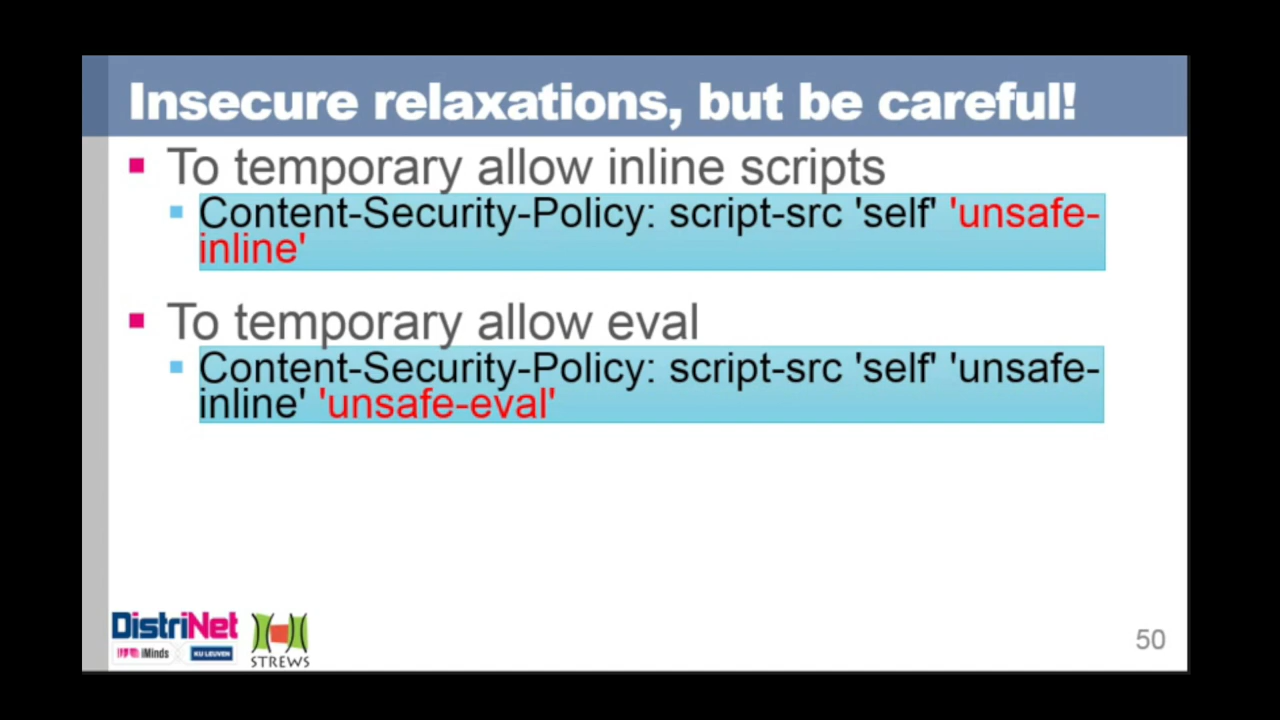 Insecure relaxations, but be careful!
To temporary allow inline scripts
Content-Security-Policy: script-src 'self' 'unsafe-
inline'
To temporary allow eval
Content-Security-Policy: script-src 'self' 'unsafe-
inline' 'unsafe-eval'
DistriNet
iMinds
KU LEUVEN
STREWS
50